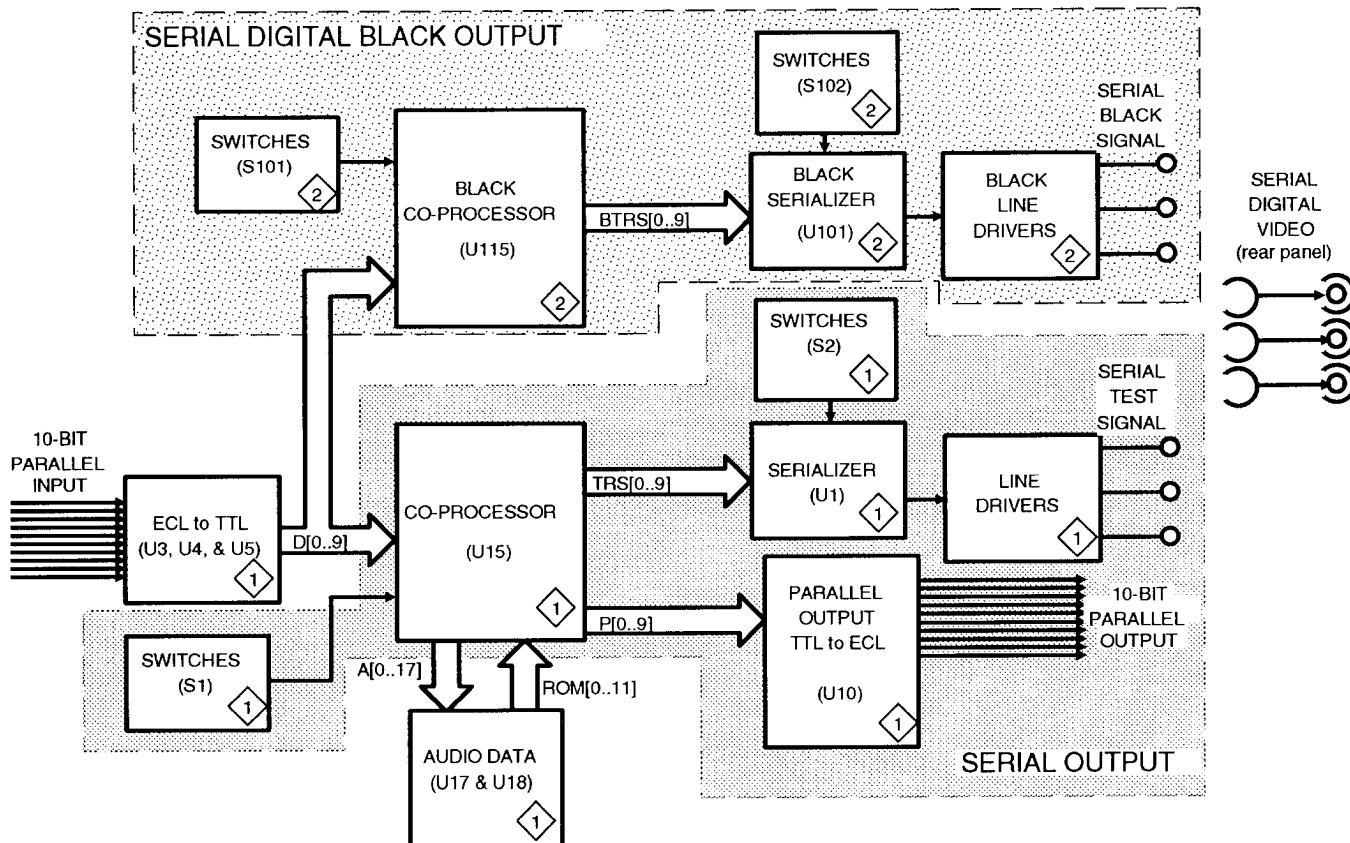 SERIAL DIGITAL BLACK OUTPUT
SWITCHES
(S102)
2
SERIAL
BLACK
SIGNAL
SWITCHES
(S101)
2
BLACK
CO-PROCESSOR
(U115)
2
BTRS[0..9]
BLACK
SERIALIZER
(U101)
2
BLACK
LINE
DRIVERS
2
SERIAL
DIGITAL
VIDEO
(rear panel)
SWITCHES
(S2)
1
SERIAL
TEST
SIGNAL
10-BIT
PARALLEL
INPUT
ECL to TTL
(U3, U4, & U5)
1
D[0..9]
CO-PROCESSOR
(U15)
1
TRS[0..9]
SERIALIZER
(U1)
1
LINE
DRIVERS
1
P[0..9]
PARALLEL
OUTPUT
TTL to ECL
(U10)
1
10-BIT
PARALLEL
OUTPUT
SWITCHES
(S1)
1
A[0..17]
ROM[0..11]
AUDIO DATA
(U17 & U18)
1
SERIAL OUTPUT